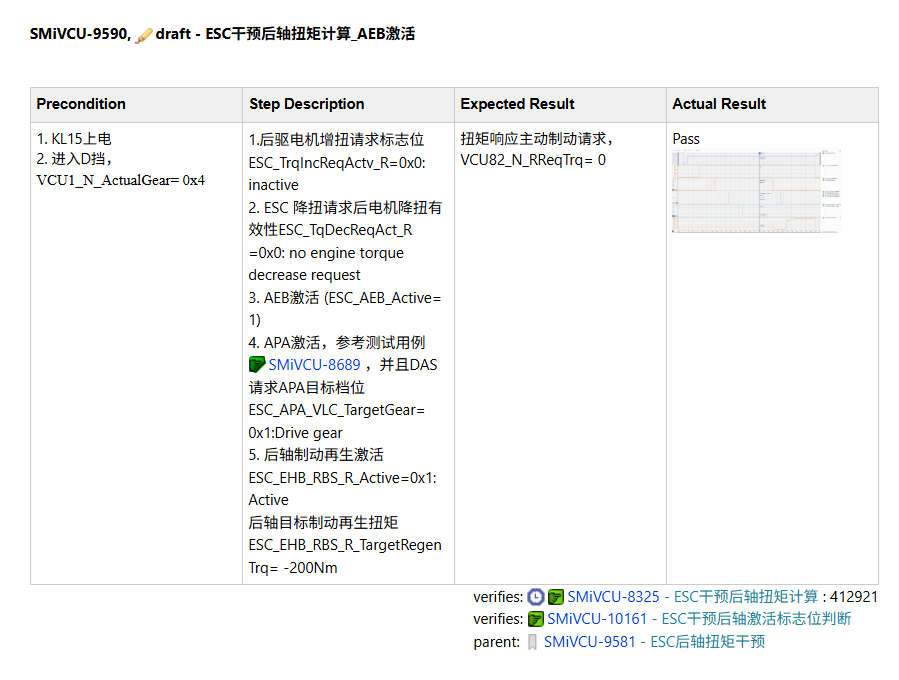 SMiVCU-9590, draft - ESC干预后轴扭矩计算_AEB激活
Precondition
Step Description
Expected Result
Actual Result
1. KL15上电
2. 进入D挡，
VCU1_N_ActualGear= 0x4
1.后驱电机增扭请求标志位
ESC_TrqIncReqActv_R=0x0:
inactive
2. ESC 降扭请求后电机降扭有
效性ESC_TqDecReqAct_R
=0x0: no engine torque
decrease request
3. AEB激活 (ESC_AEB_Active=
1)
4. APA激活，参考测试用例
SMiVCU-8689 ，并且DAS
请求APA目标档位
ESC_APA_VLC_TargetGear=
0x1:Drive gear
5. 后轴制动再生激活
ESC_EHB_RBS_R_Active=0x1:
Active
后轴目标制动再生扭矩
ESC_EHB_RBS_R_TargetRegen
Trq= -200Nm
扭矩响应主动制动请求，
VCU82_N_RReqTrq= 0
Pass
verifies: SMiVCU-8325 - ESC干预后轴扭矩计算 : 412921
verifies: SMiVCU-10161 - ESC干预后轴激活标志位判断
parent: SMiVCU-9581 - ESC后轴扭矩干预